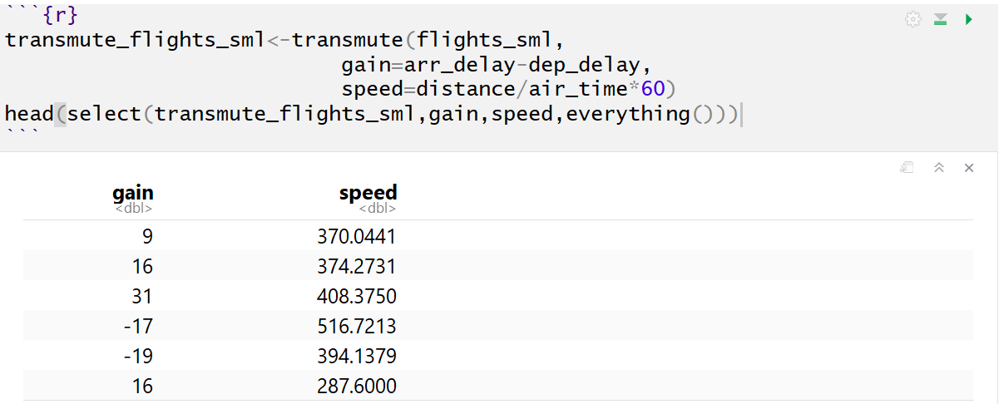 ```{r}
transmute_flights_sml<-transmute(flights_sml,
gain=arr_delay-dep_delay,
speed=distance/air_time*60)
head(select(transmute_flights_sml,gain,speed,everything()))
```
gain speed
<dbl> <dbl>
9 370.0441
16 374.2731
31 408.3750
-17 516.7213
-19 394.1379
16 287.6000